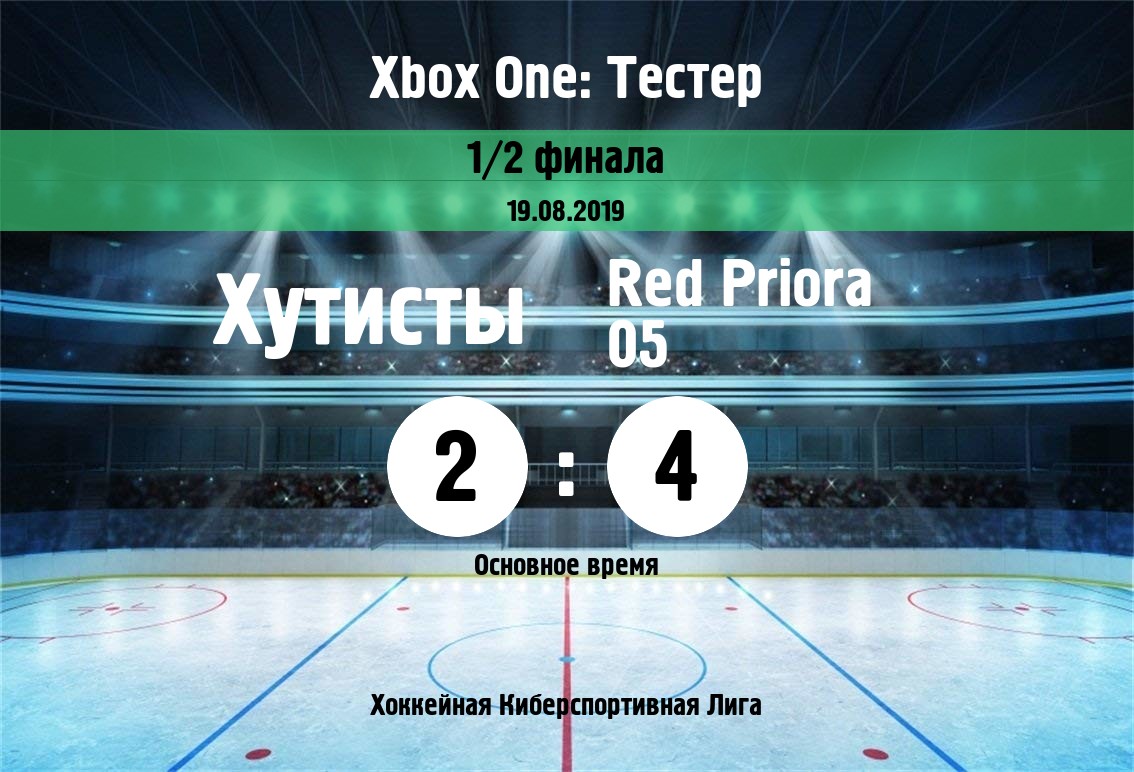 Xbox One: Тестер
1/2 финала
19.08.2019
Хутисты
Red Priora
05
2 : 4
Основное время
Хоккейная Киберспортивная Лига